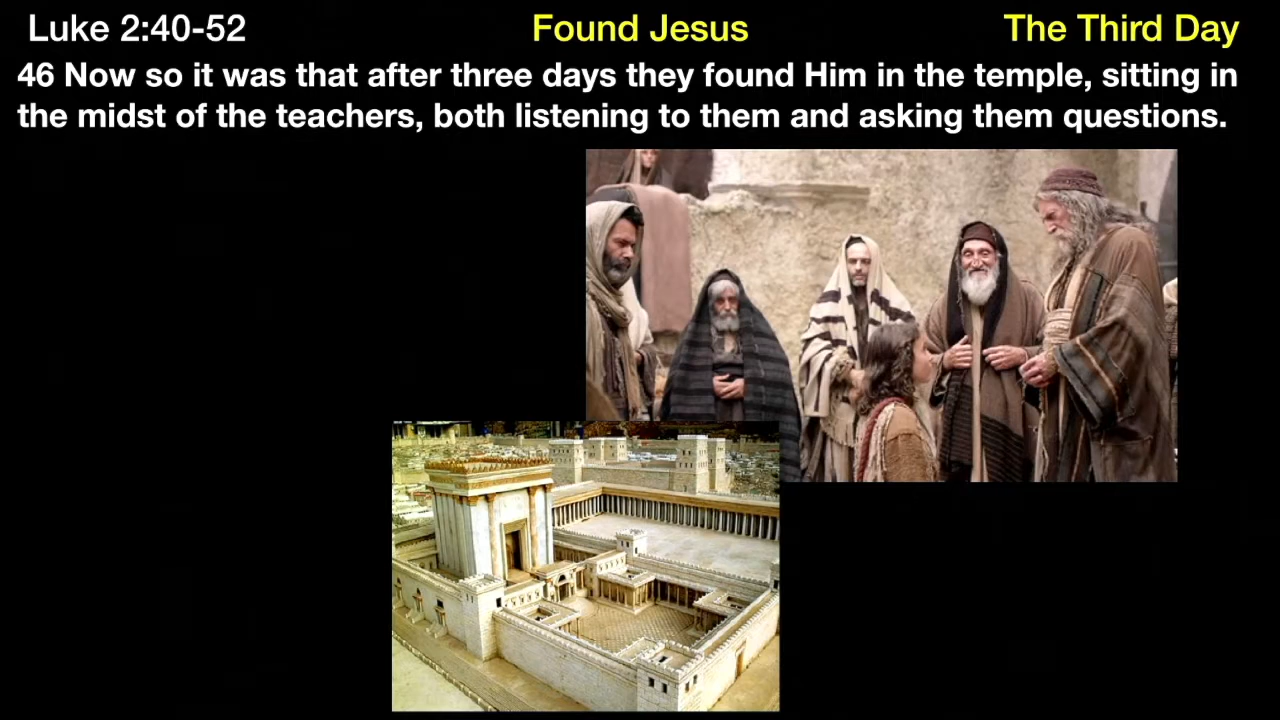 Luke 2:40-52
Found Jesus
The Third Day
46 Now so it was that after three days they found Him in the temple, sitting in
the midst of the teachers, both listening to them and asking them questions.